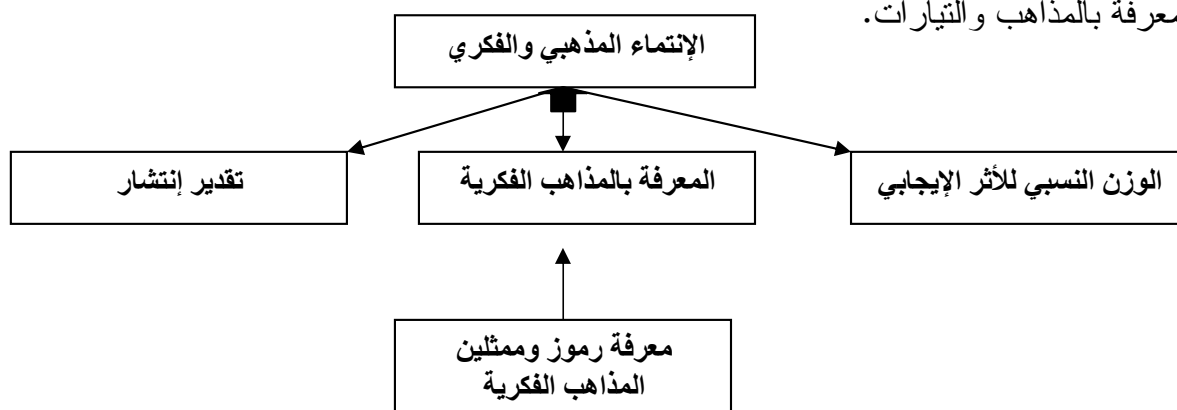 معرفة بالمذاهب والتيارات.
الإنتماء المذهبي والفكري
الوزن النسبي للأثر الإيجابي
المعرفة بالمذاهب الفكرية
تقدير إنتشار
معرفة رموز وممثلين
المذاهب الفكرية